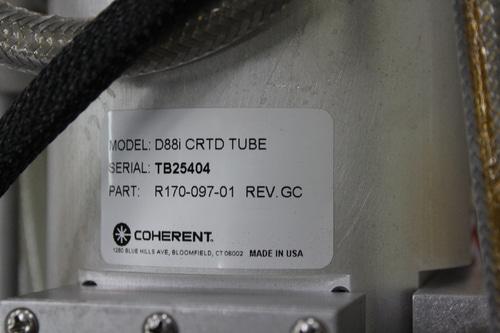 MODEL: D88i CRTD TUBE
SERIAL: TB25404
PART: R170-097-01 REV.GC
COHERENT.
1280 BLUE HILLS AVE, BLOOMFIELD, CT 06002 MADE IN USA